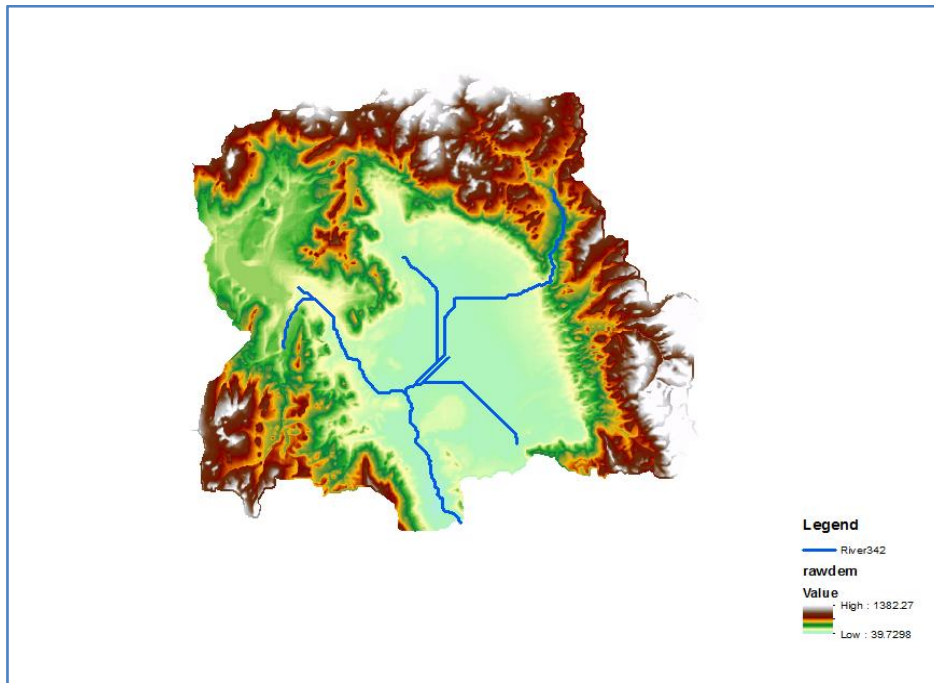 Legend
River342
rawdem
Value
High : 1382.27
Low : 39.7298